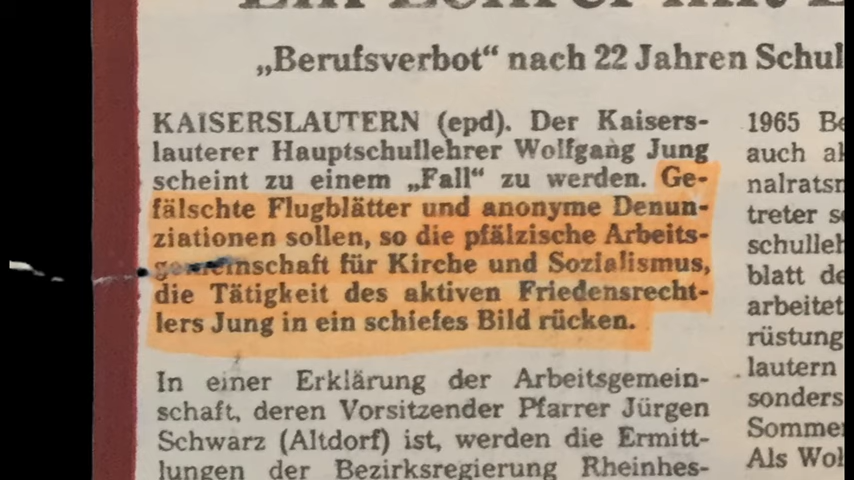 „Berufsverbot“ nach 22 Jahren Schul
KAISERSLAUTERN (epd). Der Kaisers-
lauterer Hauptschullehrer Wolfgang Jung
scheint zu einem „Fall“ zu werden. Ge-
fälschte Flugblätter und anonyme Denun-
ziationen sollen, so die pfälzische Arbeits-
gemeinschaft für Kirche und Sozialismus,
die Tätigkeit des aktiven Friedensrecht-
lers Jung in ein schiefes Bild rücken.
In einer Erklärung der Arbeitsgemein-
schaft, deren Vorsitzender Pfarrer Jürgen
Schwarz (Altdorf) ist, werden die Ermitt-
lungen der Bezirksregierung Rheinhes-
1965 Be
auch al
nalratsm
treter se
schulleh
blatt de
arbeitet
rüstung
lautern
sonders
Sommer
Als Wol